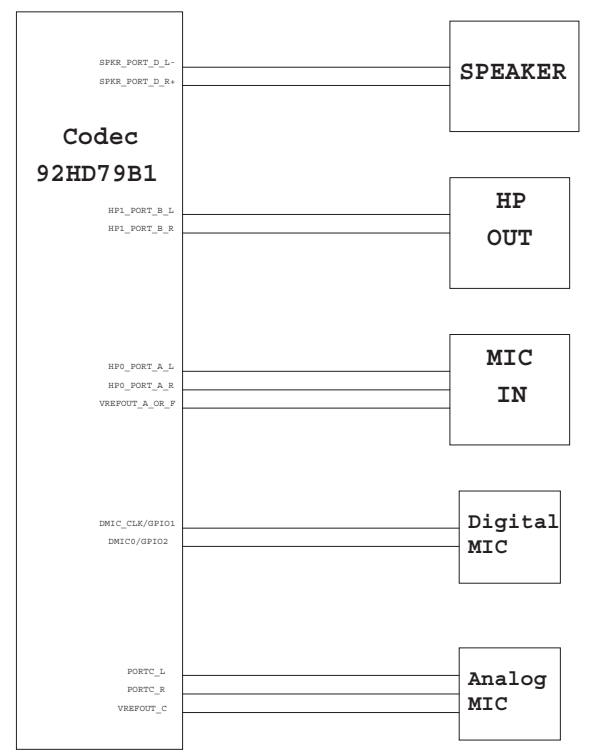 SPKR_PORT_D_L-
SPKR_PORT_D_R+
SPEAKER
Codec
92HD79B1
HP1_PORT_B_L
HP1_PORT_B_R
HP
OUT
HP0_PORT_A_L
HP0_PORT_A_R
VREFOUT_A_OR_F
MIC
IN
DMIC_CLK/GPIO1
DMIC0/GPIO2
Digital
MIC
PORTC_L
PORTC_R
VREFOUT_C
Analog
MIC